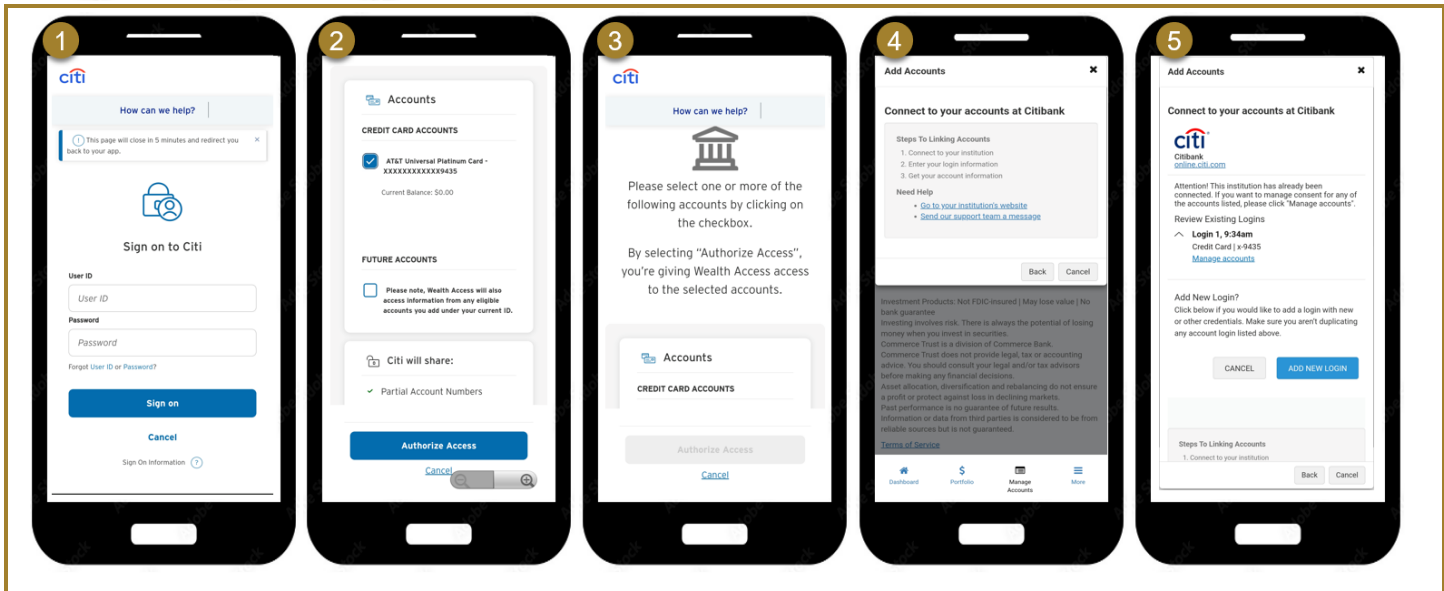 1
citi
How can we help?
This page will close in 5 minutes and redirect you
back to your app.
Sign on to Citi
User ID
User ID
Password
Password
Forgot User ID or Password?
Sign on
Cancel
Sign On Information ?
2
Accounts
CREDIT CARD ACCOUNTS
AT&T Universal Platinum Card -
XXXXXXXXXXXX9435
Current Balance: $0.00
FUTURE ACCOUNTS
Please note, Wealth Access will also
access information from any eligible
accounts you add under your current ID.
Citi will share:
Partial Account Numbers
Authorize Access
Cancel
3
citi
How can we help?
Please select one or more of the
following accounts by clicking on
the checkbox.
By selecting “Authorize Access”,
you’re giving Wealth Access access
to the selected accounts.
Accounts
CREDIT CARD ACCOUNTS
Authorize Access
Cancel
4
Add Accounts
Connect to your accounts at Citibank
Steps To Linking Accounts
1. Connect to your institution
2. Enter your login information
3. Get your account information
Need Help
• Go to your institution's website
• Send our support team a message
Back Cancel
Investment Products: Not FDIC-insured | May lose value | No
bank guarantee
Investing involves risk. There is always the potential of losing
money when you invest in securities.
Commerce Trust is a division of Commerce Bank.
Commerce Trust does not provide legal, tax or accounting
advice. You should consult your legal and/or tax advisors
before making any financial decisions.
Asset allocation, diversification and rebalancing do not ensure
a profit or protect against loss in declining markets.
Past performance is no guarantee of future results.
Information or data from third parties is considered to be from
reliable sources but is not guaranteed.
Terms of Service
Dashboard Portfolio Manage More
Accounts
5
Add Accounts
Connect to your accounts at Citibank
citi
Citibank
online.citi.com
Attention! This institution has already been
connected. If you want to manage consent for any of
the accounts listed, please click "Manage accounts".
Review Existing Logins
Login 1, 9:34am
Credit Card | x-9435
Manage accounts
Add New Login?
Click below if you would like to add a login with new
or other credentials. Make sure you aren't duplicating
any account login listed above.
CANCEL ADD NEW LOGIN
Steps To Linking Accounts
1. Connect to your institution
Back Cancel